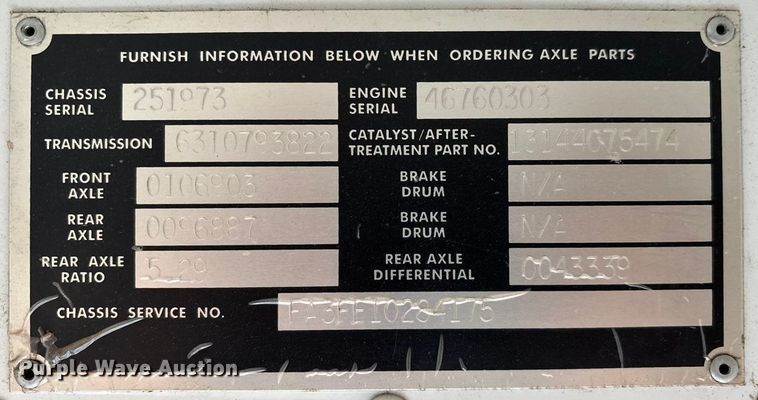 FURNISH INFORMATION BELOW WHEN ORDERING AXLE PARTS
CHASSIS SERIAL 251973 ENGINE SERIAL 46760303
TRANSMISSION 6310793822 CATALYST/AFTER-TREATMENT PART NO. 13144075474
FRONT AXLE 0106903 BRAKE DRUM N/A
REAR AXLE 0096887 BRAKE DRUM N/A
REAR AXLE RATIO 5.29 REAR AXLE DIFFERENTIAL 0043339
CHASSIS SERVICE NO.
Purple Wave Auction